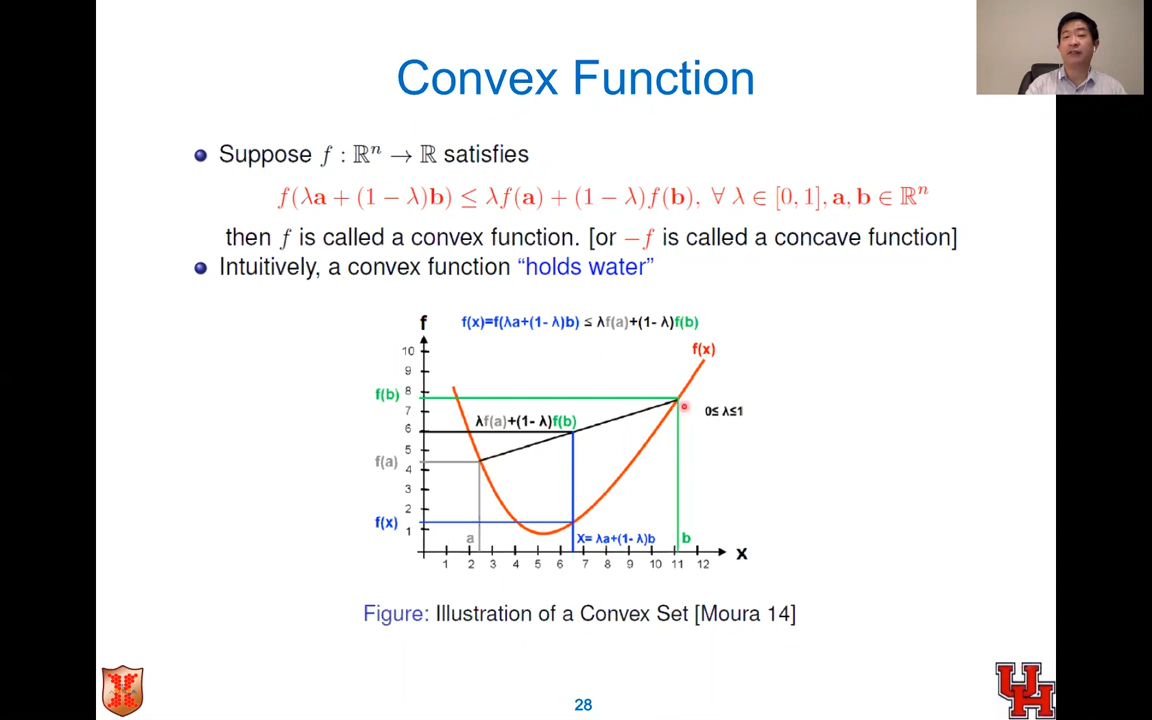 Convex Function
Suppose f : ℝⁿ → ℝ satisfies
f(λa + (1 − λ)b) ≤ λf(a) + (1 − λ)f(b), ∀ λ ∈ [0, 1], a, b ∈ ℝⁿ
then f is called a convex function. [or −f is called a concave function]
Intuitively, a convex function “holds water”
f
f(x)=f(λa+(1- λ)b) ≤ λf(a)+(1- λ)f(b)
f(x)
10
9
f(b)
8
7
λf(a)+(1- λ)f(b)
0≤ λ≤1
6
5
f(a)
4
3
2
f(x)
1
a
X= λa+(1- λ)b
b
X
1 2 3 4 5 6 7 8 9 10 11 12
Figure: Illustration of a Convex Set [Moura 14]
28
UH